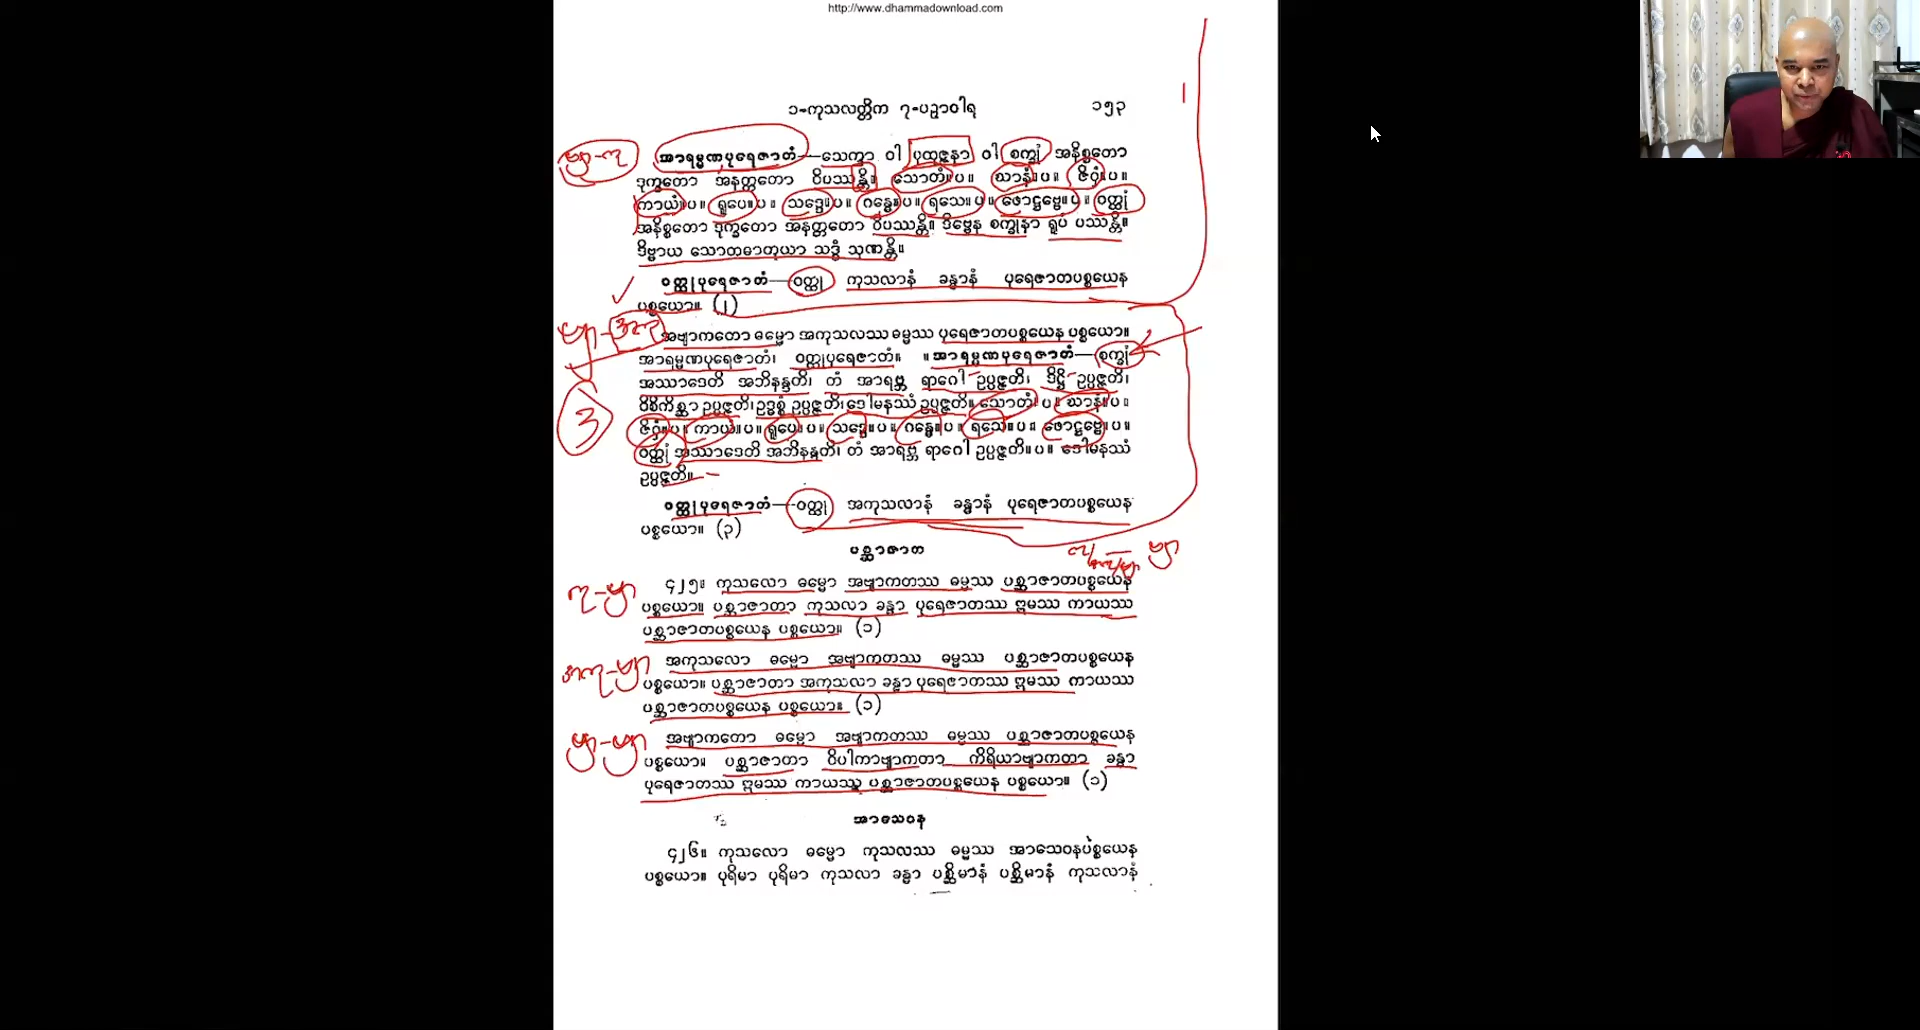 http://www.dhammadownload.com
၁-ကုသလတ္တိက ၇-ပဉှာဝါရ ၁၅၃
ဗျာ-ကု အာရမ္မဏပုရေဇာတံ—သေက္ခာ ဝါ ပုထုဇ္ဇနာ ဝါ စက္ခုံ အနိစ္စတော
ဒုက္ခတော အနတ္တတော ဝိပဿန္တိ။ သောတံ။ပ။ ဃာနံ။ပ။ ဇိဝှံ။ပ။
ကာယံ။ပ။ ရူပေ။ပ။ သဒ္ဒေ။ပ။ ဂန္ဓေ။ပ။ ရသေ။ပ။ ဖောဋ္ဌဗ္ဗေ။ပ။ ဝတ္ထုံ
အနိစ္စတော ဒုက္ခတော အနတ္တတော ဝိပဿန္တိ။ ဒိဗ္ဗေန စက္ခုနာ ရူပံ ပဿန္တိ။
ဒိဗ္ဗာယ သောတဓာတုယာ သဒ္ဒံ သုဏန္တိ။
ဝတ္ထုပုရေဇာတံ—ဝတ္ထု ကုသလာနံ ခန္ဓာနံ ပုရေဇာတပစ္စယေန
ပစ္စယော။ (၂)
ဗျာ-အကု အဗျာကတော ဓမ္မော အကုသလဿ ဓမ္မဿ ပုရေဇာတပစ္စယေန ပစ္စယော။
အာရမ္မဏပုရေဇာတံ၊ ဝတ္ထုပုရေဇာတံ။ ။အာရမ္မဏပုရေဇာတံ—စက္ခုံ
အဿာဒေတိ အဘိနန္ဒတိ၊ တံ အာရဗ္ဘ ရာဂေါ ဥပ္ပဇ္ဇတိ၊ ဒိဋ္ဌိ ဥပ္ပဇ္ဇတိ၊
3 ဝိစိကိစ္ဆာ ဥပ္ပဇ္ဇတိ၊ ဥဒ္ဓစ္စံ ဥပ္ပဇ္ဇတိ၊ ဒေါမနဿံ ဥပ္ပဇ္ဇတိ။ သောတံ။ပ။ ဃာနံ။ပ။
ဇိဝှံ။ပ။ ကာယံ။ပ။ ရူပေ။ပ။ သဒ္ဒေ။ပ။ ဂန္ဓေ။ပ။ ရသေ။ပ။ ဖောဋ္ဌဗ္ဗေ။ပ။
ဝတ္ထုံ အဿာဒေတိ အဘိနန္ဒတိ၊ တံ အာရဗ္ဘ ရာဂေါ ဥပ္ပဇ္ဇတိ။ပ။ ဒေါမနဿံ
ဥပ္ပဇ္ဇတိ။
ဝတ္ထုပုရေဇာတံ—ဝတ္ထု အကုသလာနံ ခန္ဓာနံ ပုရေဇာတပစ္စယေန
ပစ္စယော။ (၃)
ပစ္ဆာဇာတ
ကု-ဗျာ ၄၂၅။ ကုသလော ဓမ္မော အဗျာကတဿ ဓမ္မဿ ပစ္ဆာဇာတပစ္စယေန
ပစ္စယော။ ပစ္ဆာဇာတာ ကုသလာ ခန္ဓာ ပုရေဇာတဿ ဣမဿ ကာယဿ
ပစ္ဆာဇာတပစ္စယေန ပစ္စယော။ (၁)
အကု-ဗျာ အကုသလော ဓမ္မော အဗျာကတဿ ဓမ္မဿ ပစ္ဆာဇာတပစ္စယေန
ပစ္စယော။ ပစ္ဆာဇာတာ အကုသလာ ခန္ဓာ ပုရေဇာတဿ ဣမဿ ကာယဿ
ပစ္ဆာဇာတပစ္စယေန ပစ္စယော။ (၁)
ဗျာ-ဗျာ အဗျာကတော ဓမ္မော အဗျာကတဿ ဓမ္မဿ ပစ္ဆာဇာတပစ္စယေန
ပစ္စယော။ ပစ္ဆာဇာတာ ဝိပါကာဗျာကတာ ကိရိယာဗျာကတာ ခန္ဓာ
ပုရေဇာတဿ ဣမဿ ကာယဿ ပစ္ဆာဇာတပစ္စယေန ပစ္စယော။ (၁)
အာသေဝန
၄၂၆။ ကုသလော ဓမ္မော ကုသလဿ ဓမ္မဿ အာသေဝနပစ္စယေန
ပစ္စယော။ ပုရိမာ ပုရိမာ ကုသလာ ခန္ဓာ ပစ္ဆိမာနံ ပစ္ဆိမာနံ ကုသလာနံ